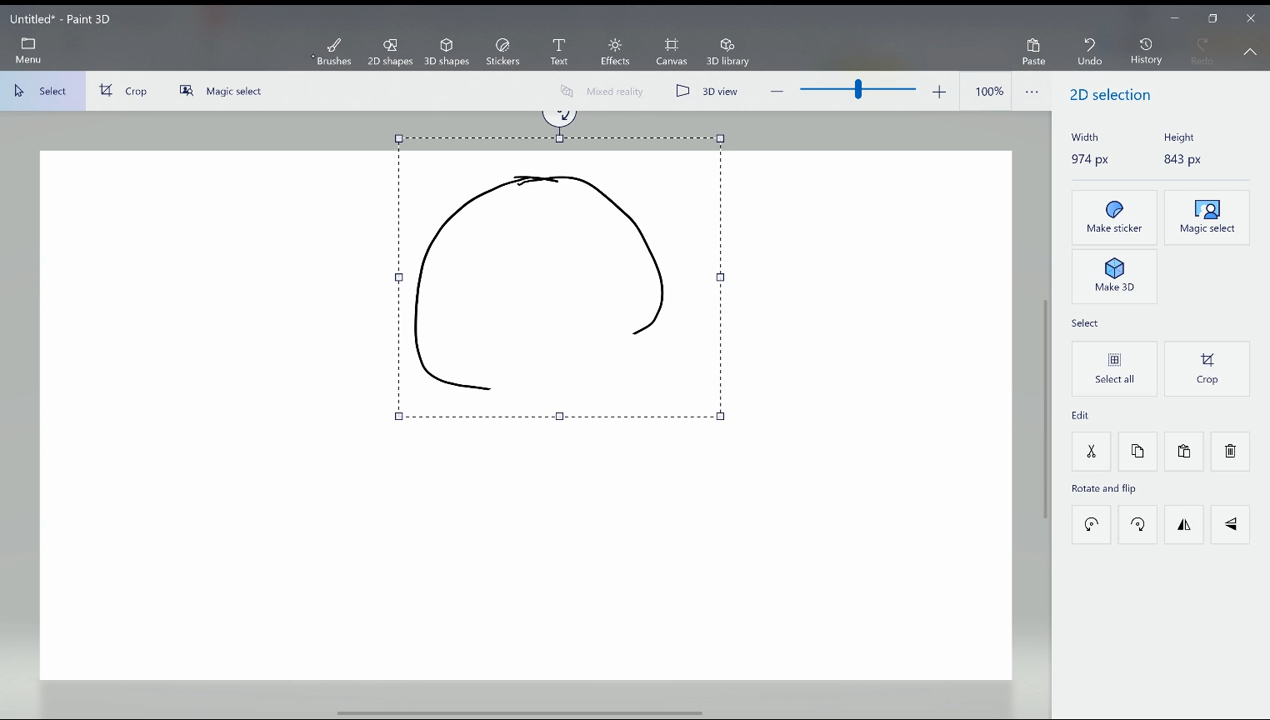 Untitled* - Paint 3D
Menu
Brushes
2D shapes
3D shapes
Stickers
Text
Effects
Canvas
3D library
Paste
Undo
History
Redo
Select
Crop
Magic select
Mixed reality
3D view
100%
2D selection
Width
Height
974 px
843 px
Make sticker
Magic select
Make 3D
Select
Select all
Crop
Edit
Rotate and flip